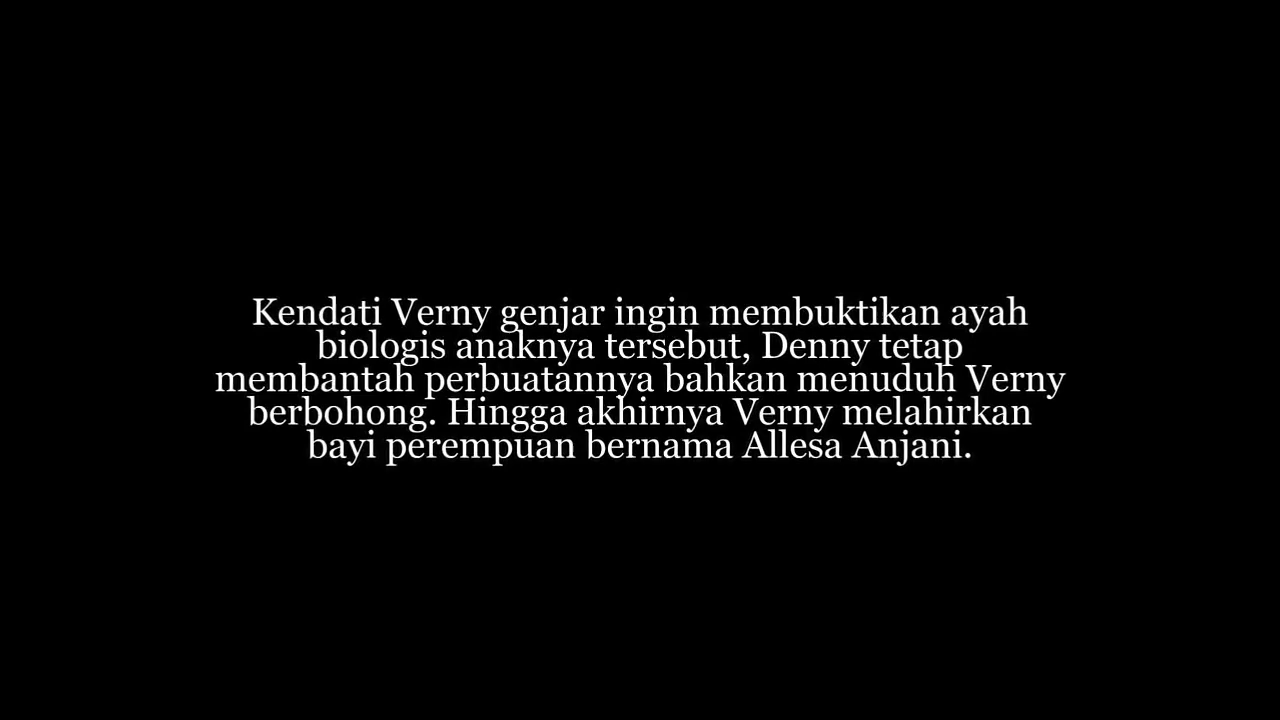 Kendati Verny genjar ingin membuktikan ayah
biologis anaknya tersebut, Denny tetap
membantah perbuatannya bahkan menuduh Verny
berbohong. Hingga akhirnya Verny melahirkan
bayi perempuan bernama Allesa Anjani.